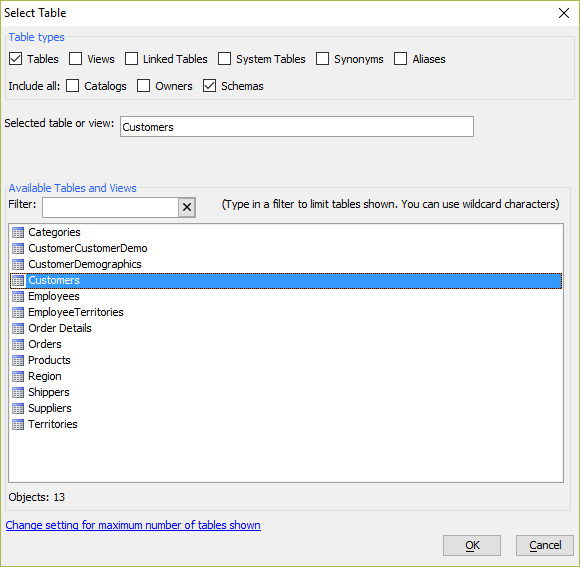 Select Table
Table types
Tables Views Linked Tables System Tables Synonyms Aliases
Include all: Catalogs Owners Schemas
Selected table or view: Customers
Available Tables and Views
Filter: (Type in a filter to limit tables shown. You can use wildcard characters)
Categories
CustomerCustomerDemo
CustomerDemographics
Customers
Employees
EmployeeTerritories
Order Details
Orders
Products
Region
Shippers
Suppliers
Territories
Objects: 13
Change setting for maximum number of tables shown
OK Cancel